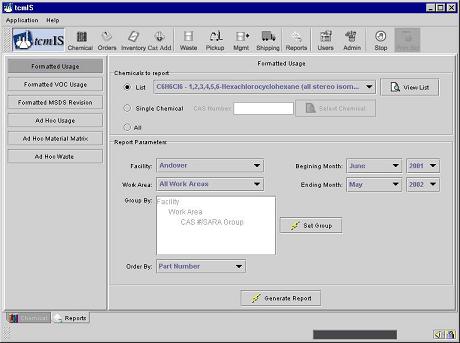 tcmIS
Application Help
tcmIS Chemical Orders Inventory Cat Add. Waste Pickup Mgmt Shipping Reports Users Admin Stop
Formatted Usage
Formatted VOC Usage
Formatted MSDS Revision
Ad Hoc Usage
Ad Hoc Material Matrix
Ad Hoc Waste
Formatted Usage
Chemicals to report
List C6H6Cl6 - 1,2,3,4,5,6-Hexachlorocyclohexane (all stereo isom... View List
Single Chemical CAS Number: Select Chemical
All
Report Parameters:
Facility: Andover Begining Month: June 2001
Work Area: All Work Areas Ending Month: May 2002
Group By: Facility
Work Area
CAS #/SARA Group
Set Group
Order By: Part Number
Generate Report
Chemical Reports